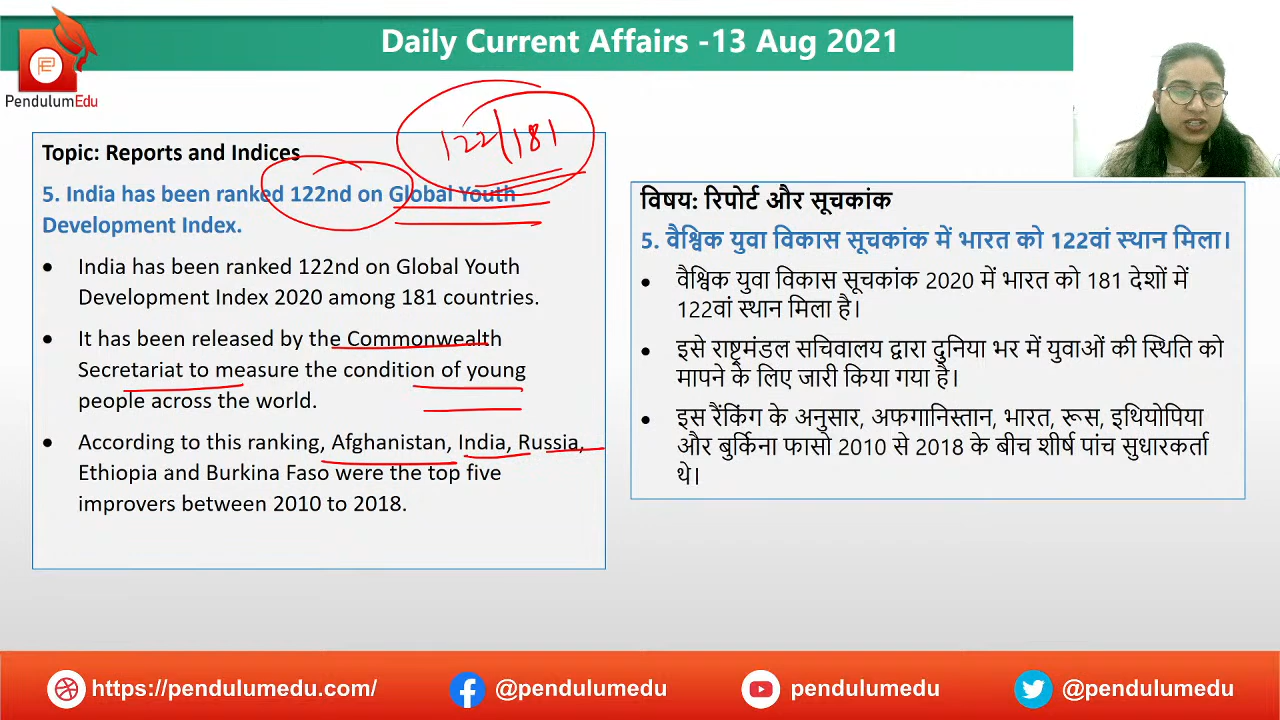 Daily Current Affairs -13 Aug 2021
PendulumEdu
122/181
Topic: Reports and Indices
5. India has been ranked 122nd on Global Youth
Development Index.
• India has been ranked 122nd on Global Youth
Development Index 2020 among 181 countries.
• It has been released by the Commonwealth
Secretariat to measure the condition of young
people across the world.
• According to this ranking, Afghanistan, India, Russia,
Ethiopia and Burkina Faso were the top five
improvers between 2010 to 2018.
विषय: रिपोर्ट और सूचकांक
5. वैश्विक युवा विकास सूचकांक में भारत को 122वां स्थान मिला।
• वैश्विक युवा विकास सूचकांक 2020 में भारत को 181 देशों में
122वां स्थान मिला है।
• इसे राष्ट्रमंडल सचिवालय द्वारा दुनिया भर में युवाओं की स्थिति को
मापने के लिए जारी किया गया है।
• इस रैंकिंग के अनुसार, अफगानिस्तान, भारत, रूस, इथियोपिया
और बुर्किना फासो 2010 से 2018 के बीच शीर्ष पांच सुधारकर्ता
थे।
https://pendulumedu.com/
@pendulumedu
pendulumedu
@pendulumedu